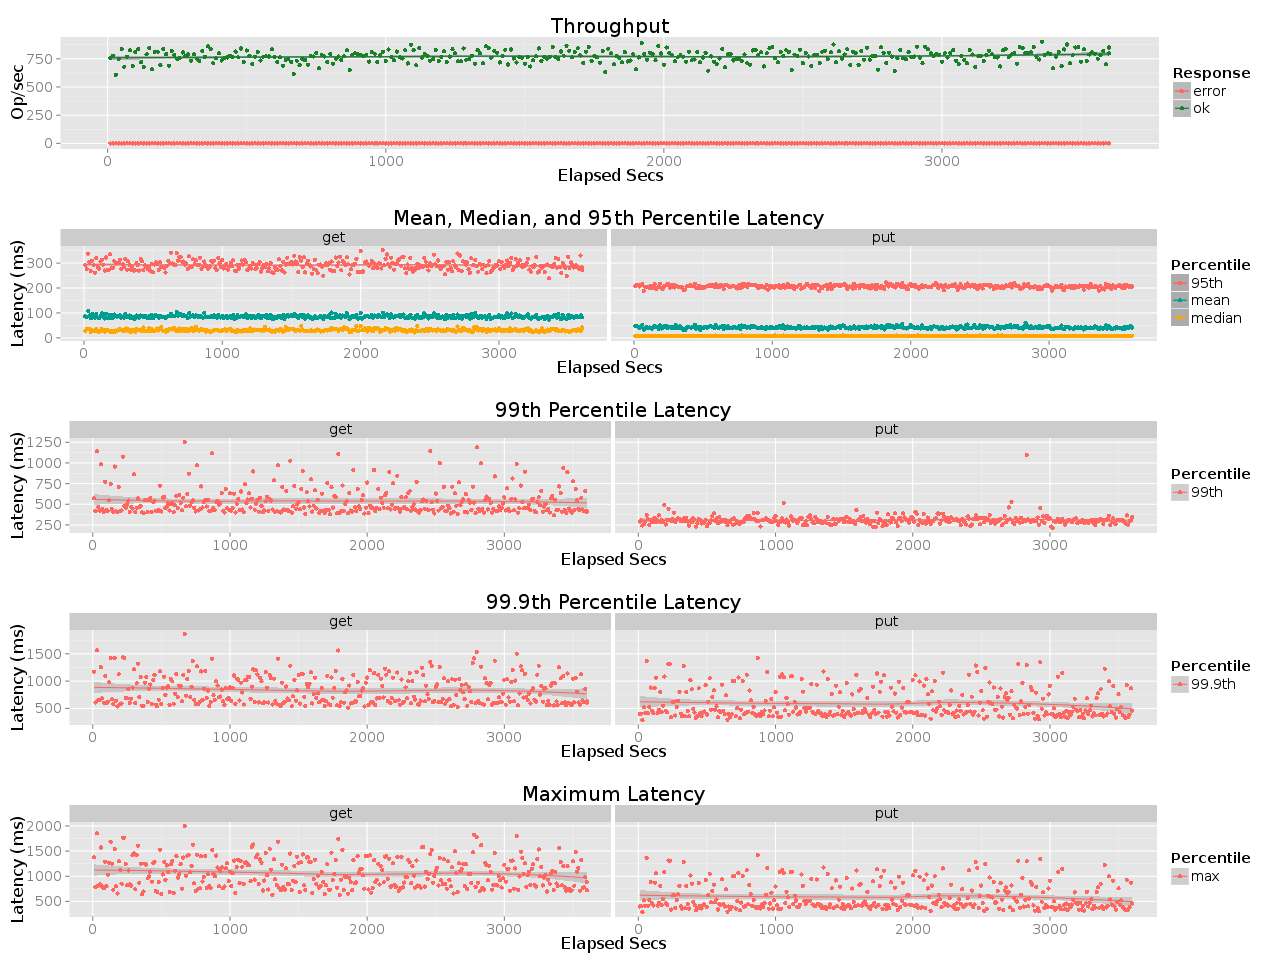 Throughput
Op/sec
750
500
250
0
0 1000 2000 3000
Elapsed Secs
Response
error
ok
Mean, Median, and 95th Percentile Latency
get put
Latency (ms)
300
200
100
0
0 1000 2000 3000 0 1000 2000 3000
Elapsed Secs
Percentile
95th
mean
median
99th Percentile Latency
get put
Latency (ms)
1250
1000
750
500
250
0 1000 2000 3000 0 1000 2000 3000
Elapsed Secs
Percentile
99th
99.9th Percentile Latency
get put
Latency (ms)
1500
1000
500
0 1000 2000 3000 0 1000 2000 3000
Elapsed Secs
Percentile
99.9th
Maximum Latency
get put
Latency (ms)
2000
1500
1000
500
0 1000 2000 3000 0 1000 2000 3000
Elapsed Secs
Percentile
max